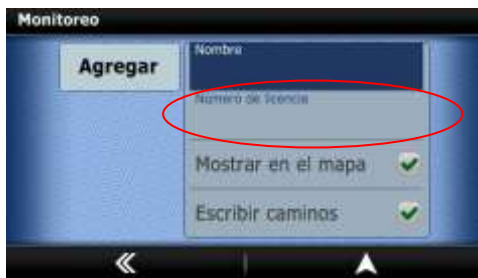 Monitoreo
Agregar
Nombre
Número de licencia
Mostrar en el mapa
Escribir caminos